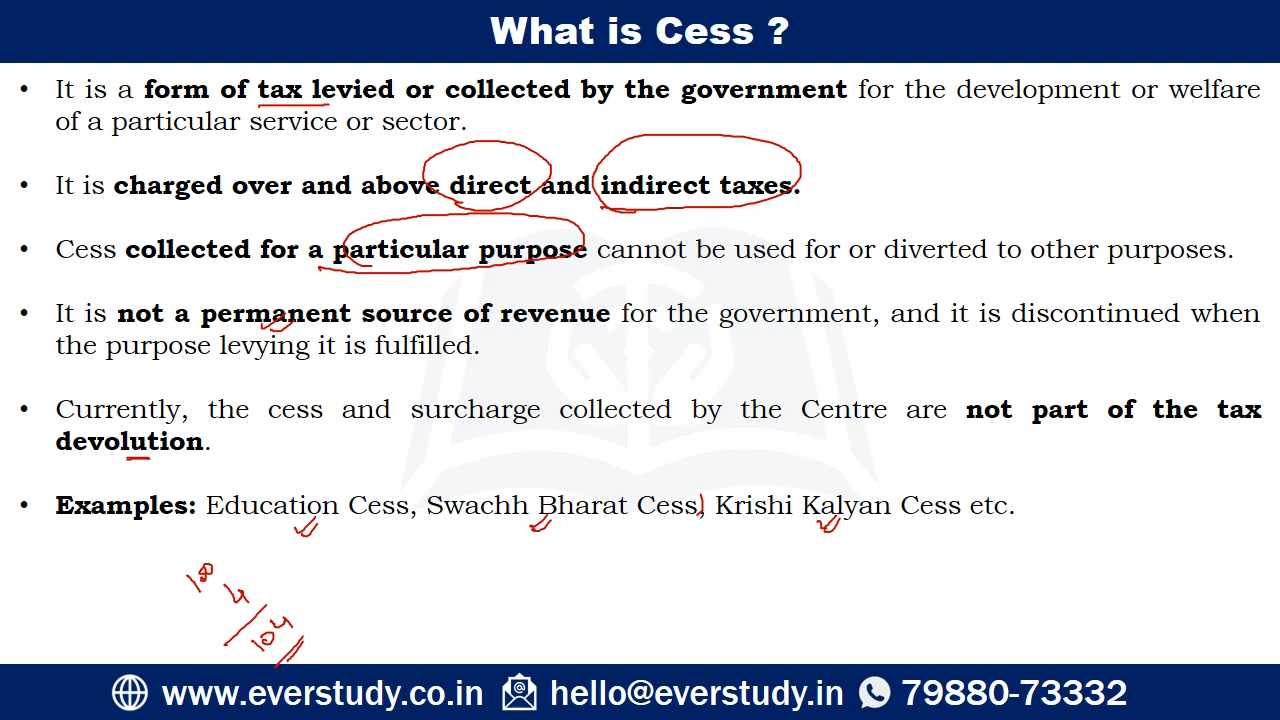 What is Cess ?
• It is a form of tax levied or collected by the government for the development or welfare
of a particular service or sector.
• It is charged over and above direct and indirect taxes.
• Cess collected for a particular purpose cannot be used for or diverted to other purposes.
• It is not a permanent source of revenue for the government, and it is discontinued when
the purpose levying it is fulfilled.
• Currently, the cess and surcharge collected by the Centre are not part of the tax
devolution.
• Examples: Education Cess, Swachh Bharat Cess, Krishi Kalyan Cess etc.
4
104
www.everstudy.co.in hello@everstudy.in 79880-73332